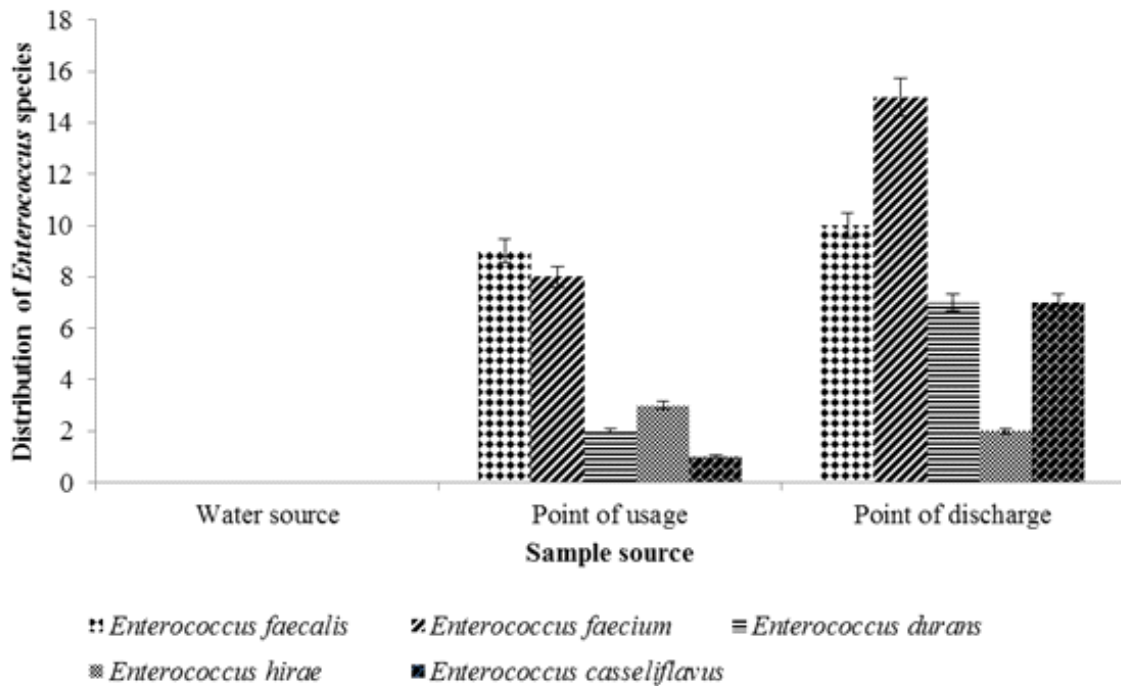 Distribution of Enterococcus species
18
16
14
12
10
8
6
4
2
0
Water source Point of usage Point of discharge
Sample source
Enterococcus faecalis Enterococcus faecium Enterococcus durans
Enterococcus hirae Enterococcus casseliflavus